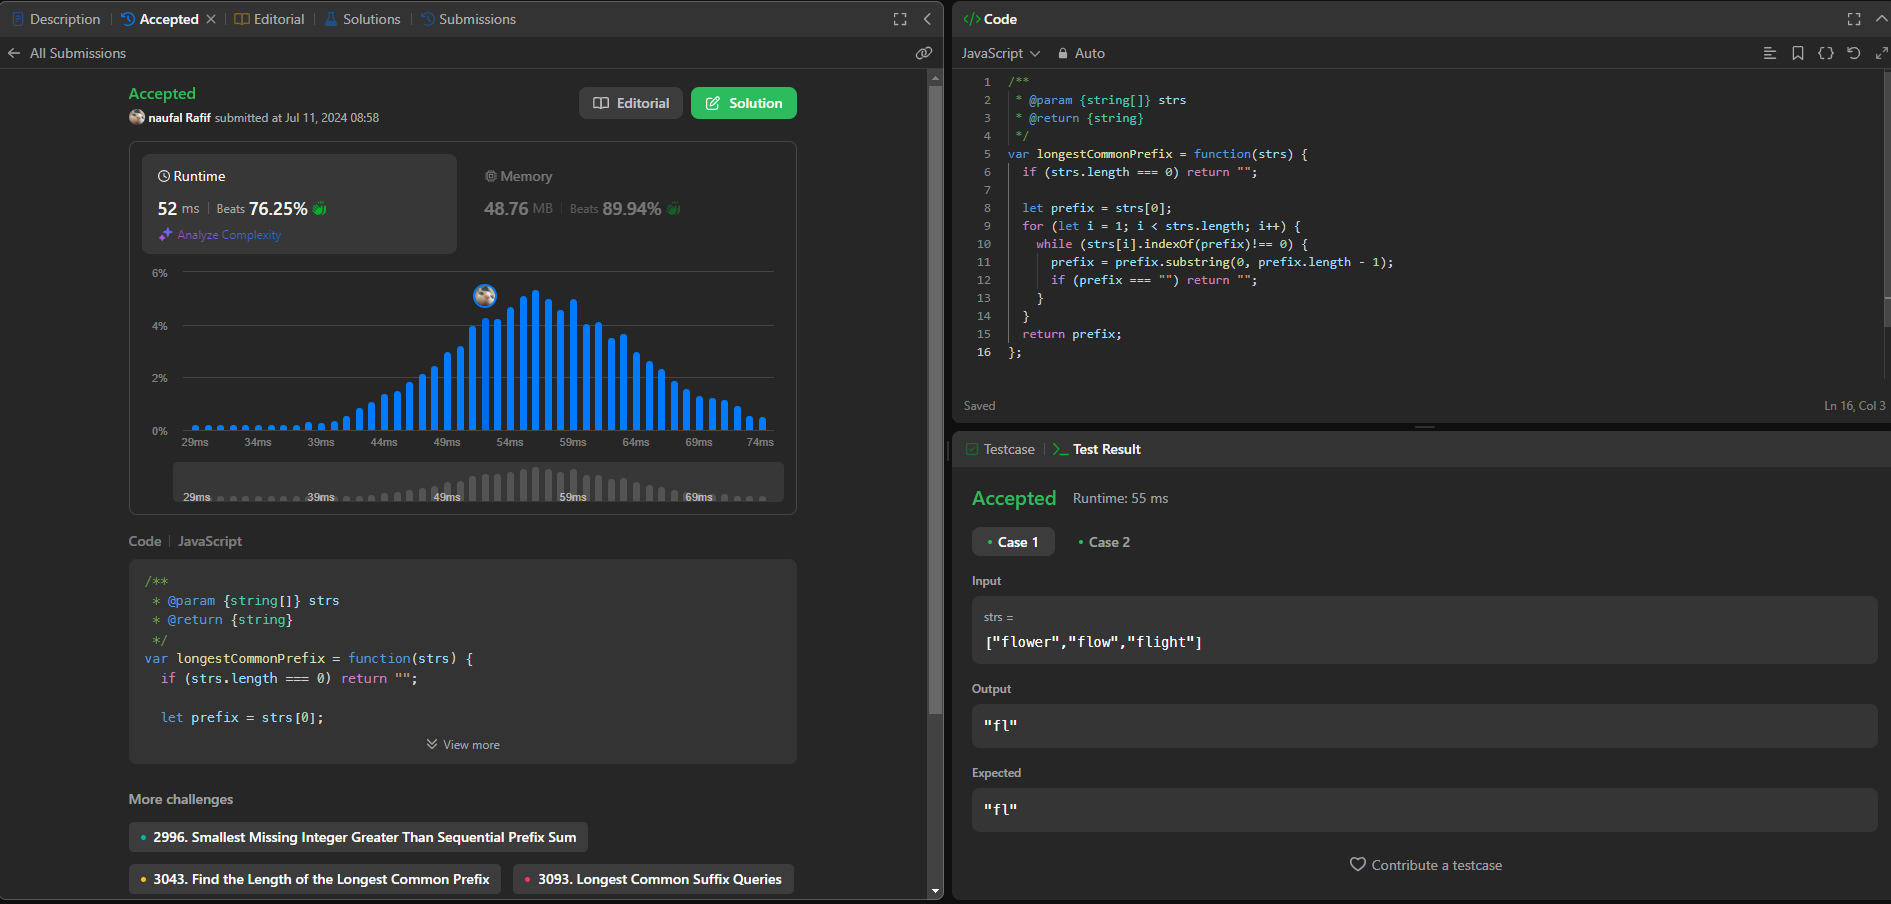 Description
Accepted
Editorial
Solutions
Submissions
All Submissions
Accepted
naufal Rafif submitted at Jul 11, 2024 08:58
Editorial
Solution
Runtime
52 ms | Beats 76.25%
Analyze Complexity
Memory
48.76 MB | Beats 89.94%
6%
4%
2%
0%
29ms 34ms 39ms 44ms 49ms 54ms 59ms 64ms 69ms 74ms
29ms 39ms 49ms 59ms 69ms
Code | JavaScript
/**
 * @param {string[]} strs
 * @return {string}
 */
var longestCommonPrefix = function(strs) {
  if (strs.length === 0) return "";
  let prefix = strs[0];
View more
More challenges
2996. Smallest Missing Integer Greater Than Sequential Prefix Sum
3043. Find the Length of the Longest Common Prefix
3093. Longest Common Suffix Queries
</> Code
JavaScript
Auto
1 /**
2  * @param {string[]} strs
3  * @return {string}
4  */
5 var longestCommonPrefix = function(strs) {
6   if (strs.length === 0) return "";
7
8   let prefix = strs[0];
9   for (let i = 1; i < strs.length; i++) {
10     while (strs[i].indexOf(prefix)!== 0) {
11       prefix = prefix.substring(0, prefix.length - 1);
12       if (prefix === "") return "";
13     }
14   }
15   return prefix;
16 };
Saved
Ln 16, Col 3
Testcase
Test Result
Accepted
Runtime: 55 ms
Case 1
Case 2
Input
strs =
["flower","flow","flight"]
Output
"fl"
Expected
"fl"
Contribute a testcase